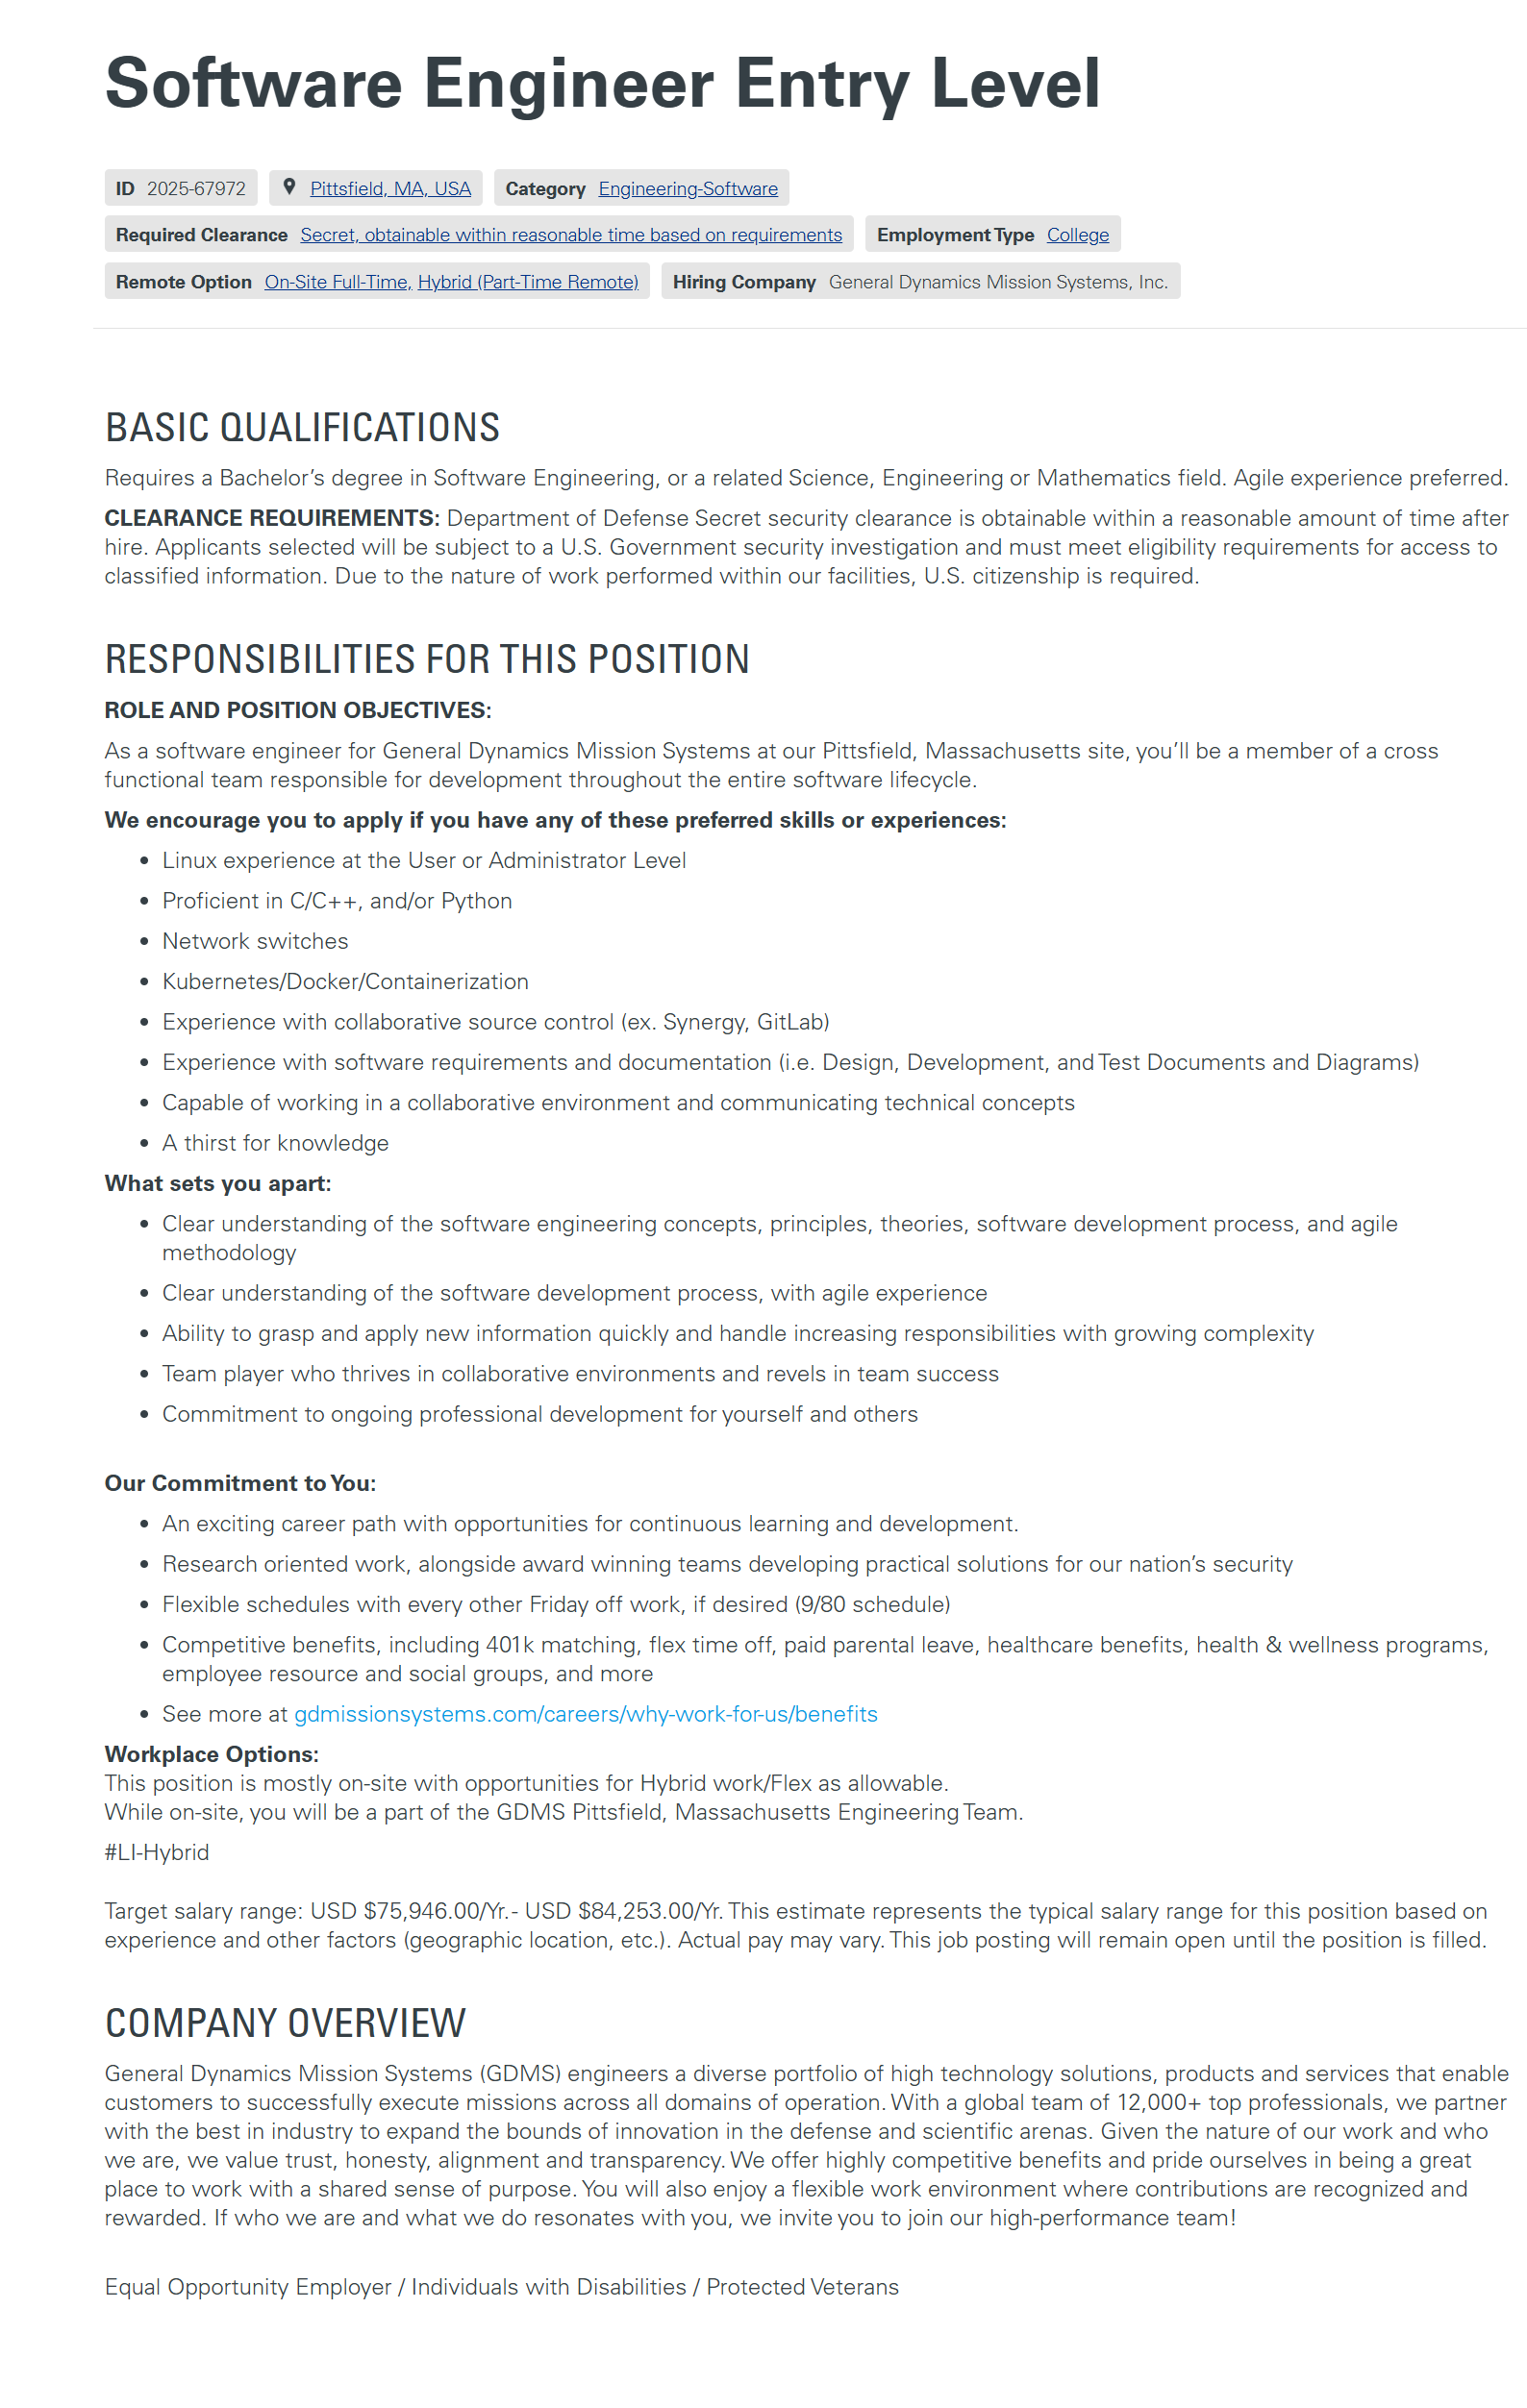 Software Engineer Entry Level
ID 2025-67972 Pittsfield, MA, USA Category Engineering-Software
Required Clearance Secret, obtainable within reasonable time based on requirements Employment Type College
Remote Option On-Site Full-Time, Hybrid (Part-Time Remote) Hiring Company General Dynamics Mission Systems, Inc.
BASIC QUALIFICATIONS
Requires a Bachelor’s degree in Software Engineering, or a related Science, Engineering or Mathematics field. Agile experience preferred.
CLEARANCE REQUIREMENTS: Department of Defense Secret security clearance is obtainable within a reasonable amount of time after
hire. Applicants selected will be subject to a U.S. Government security investigation and must meet eligibility requirements for access to
classified information. Due to the nature of work performed within our facilities, U.S. citizenship is required.
RESPONSIBILITIES FOR THIS POSITION
ROLE AND POSITION OBJECTIVES:
As a software engineer for General Dynamics Mission Systems at our Pittsfield, Massachusetts site, you’ll be a member of a cross
functional team responsible for development throughout the entire software lifecycle.
We encourage you to apply if you have any of these preferred skills or experiences:
• Linux experience at the User or Administrator Level
• Proficient in C/C++, and/or Python
• Network switches
• Kubernetes/Docker/Containerization
• Experience with collaborative source control (ex. Synergy, GitLab)
• Experience with software requirements and documentation (i.e. Design, Development, and Test Documents and Diagrams)
• Capable of working in a collaborative environment and communicating technical concepts
• A thirst for knowledge
What sets you apart:
• Clear understanding of the software engineering concepts, principles, theories, software development process, and agile
methodology
• Clear understanding of the software development process, with agile experience
• Ability to grasp and apply new information quickly and handle increasing responsibilities with growing complexity
• Team player who thrives in collaborative environments and revels in team success
• Commitment to ongoing professional development for yourself and others
Our Commitment to You:
• An exciting career path with opportunities for continuous learning and development.
• Research oriented work, alongside award winning teams developing practical solutions for our nation’s security
• Flexible schedules with every other Friday off work, if desired (9/80 schedule)
• Competitive benefits, including 401k matching, flex time off, paid parental leave, healthcare benefits, health & wellness programs,
employee resource and social groups, and more
• See more at gdmissionsystems.com/careers/why-work-for-us/benefits
Workplace Options:
This position is mostly on-site with opportunities for Hybrid work/Flex as allowable.
While on-site, you will be a part of the GDMS Pittsfield, Massachusetts Engineering Team.
#LI-Hybrid
Target salary range: USD $75,946.00/Yr. - USD $84,253.00/Yr. This estimate represents the typical salary range for this position based on
experience and other factors (geographic location, etc.). Actual pay may vary. This job posting will remain open until the position is filled.
COMPANY OVERVIEW
General Dynamics Mission Systems (GDMS) engineers a diverse portfolio of high technology solutions, products and services that enable
customers to successfully execute missions across all domains of operation. With a global team of 12,000+ top professionals, we partner
with the best in industry to expand the bounds of innovation in the defense and scientific arenas. Given the nature of our work and who
we are, we value trust, honesty, alignment and transparency. We offer highly competitive benefits and pride ourselves in being a great
place to work with a shared sense of purpose. You will also enjoy a flexible work environment where contributions are recognized and
rewarded. If who we are and what we do resonates with you, we invite you to join our high-performance team!
Equal Opportunity Employer / Individuals with Disabilities / Protected Veterans